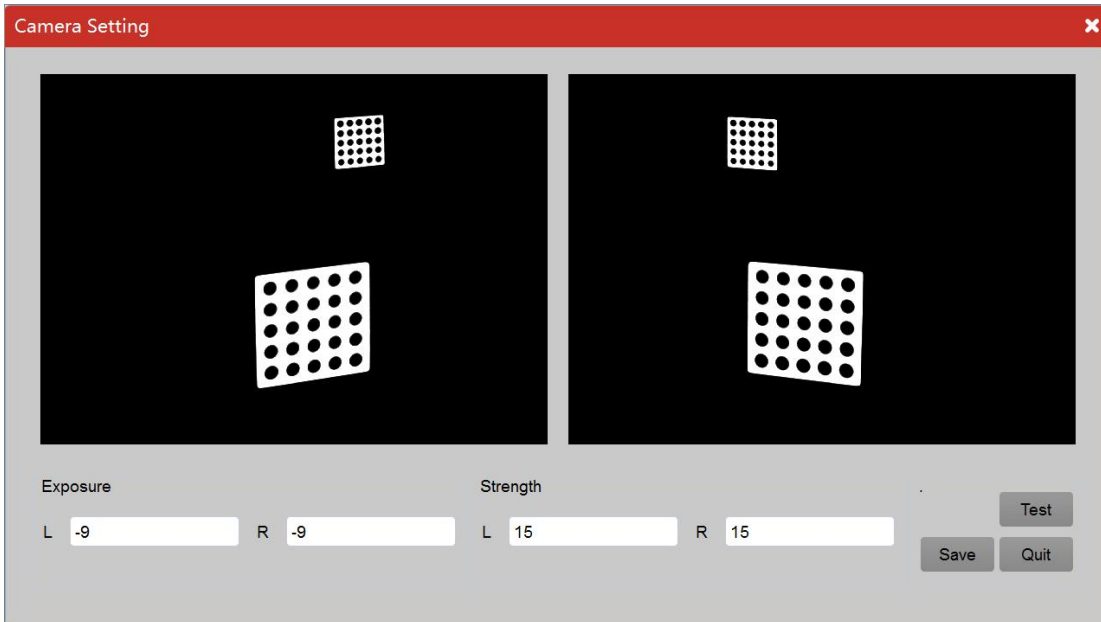 Camera Setting
Exposure
Strength
L -9 R -9 L 15 R 15
Test
Save Quit